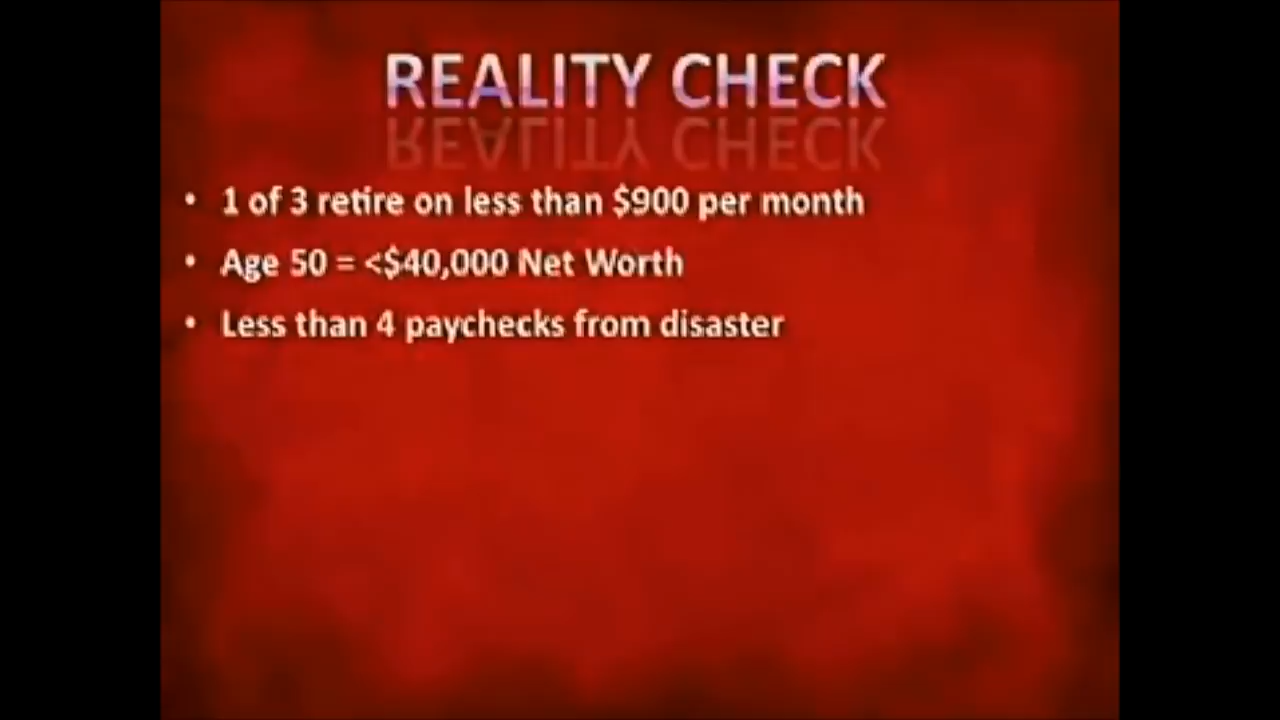 REALITY CHECK
• 1 of 3 retire on less than $900 per month
• Age 50 = <$40,000 Net Worth
• Less than 4 paychecks from disaster